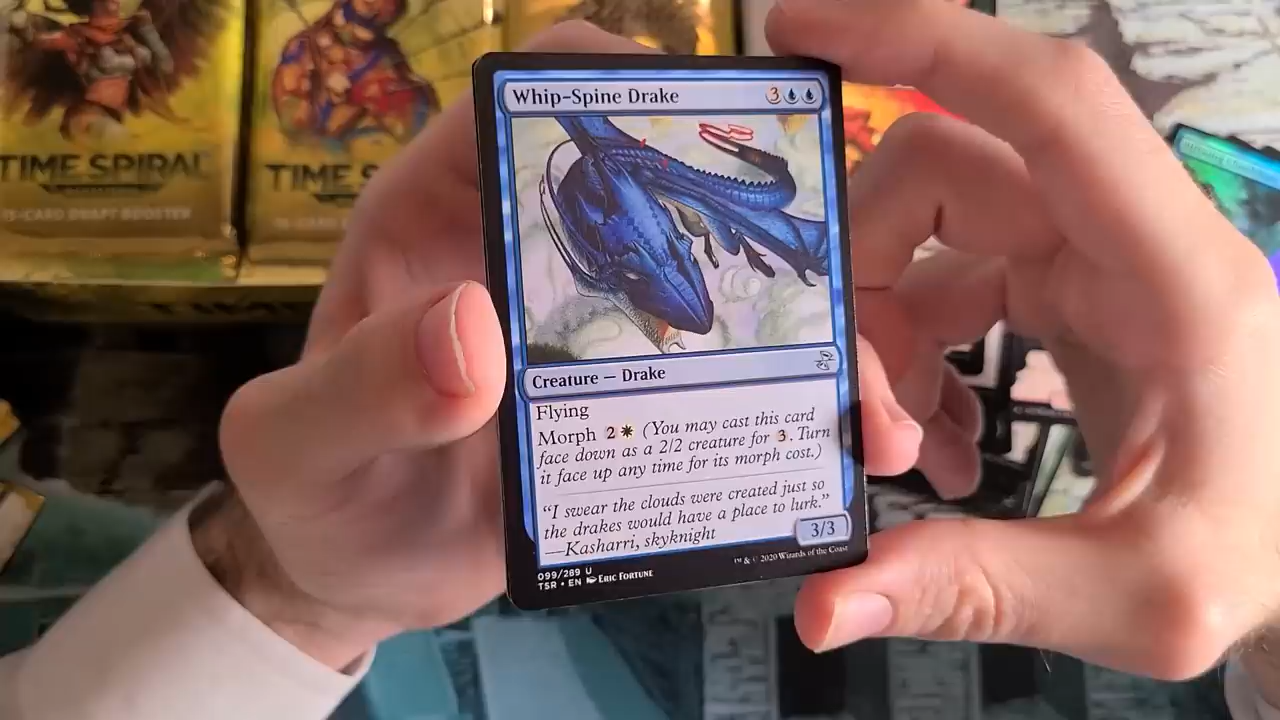 TIME SPIRAL
15-CARD DRAFT BOOSTER
TIME S
Whip-Spine Drake
3
Creature — Drake
Flying
Morph 2 (You may cast this card
face down as a 2/2 creature for 3. Turn
it face up any time for its morph cost.)
“I swear the clouds were created just so
the drakes would have a place to lurk.”
—Kasharri, skyknight
3/3
099/289 U
TSR • EN Eric Fortune
™ & © 2020 Wizards of the Coast